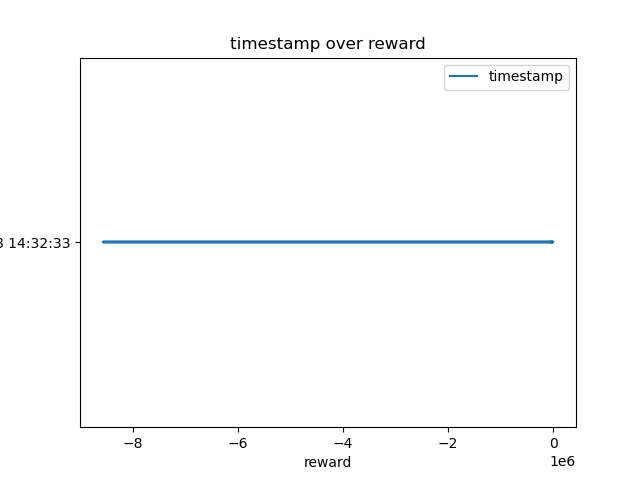 timestamp over reward
timestamp
14:32:33
−8 −6 −4 −2 0
reward
1e6